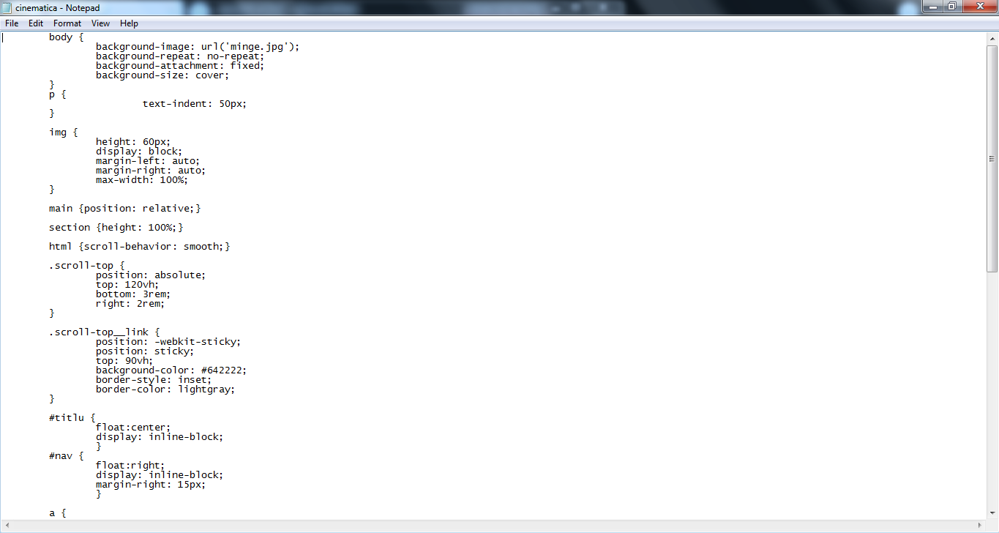 cinematica - Notepad
File Edit Format View Help
body {
background-image: url('minge.jpg');
background-repeat: no-repeat;
background-attachment: fixed;
background-size: cover;
}
p {
text-indent: 50px;
}
img {
height: 60px;
display: block;
margin-left: auto;
margin-right: auto;
max-width: 100%;
}
main {position: relative;}
section {height: 100%;}
html {scroll-behavior: smooth;}
.scroll-top {
position: absolute;
top: 120vh;
bottom: 3rem;
right: 2rem;
}
.scroll-top__link {
position: -webkit-sticky;
position: sticky;
top: 90vh;
background-color: #642222;
border-style: inset;
border-color: lightgray;
}
#titlu {
float:center;
display: inline-block;
}
#nav {
float:right;
display: inline-block;
margin-right: 15px;
}
a {